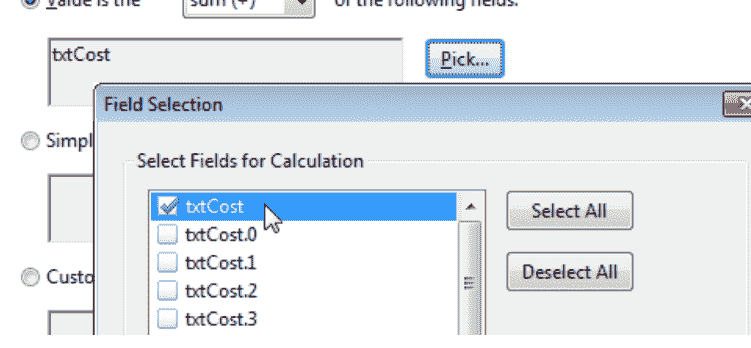 Value is the sum (+) of the following fields:
txtCost
Pick...
Field Selection
Simpl
Select Fields for Calculation
txtCost
Select All
txtCost.0
txtCost.1
Deselect All
Custo
txtCost.2
txtCost.3